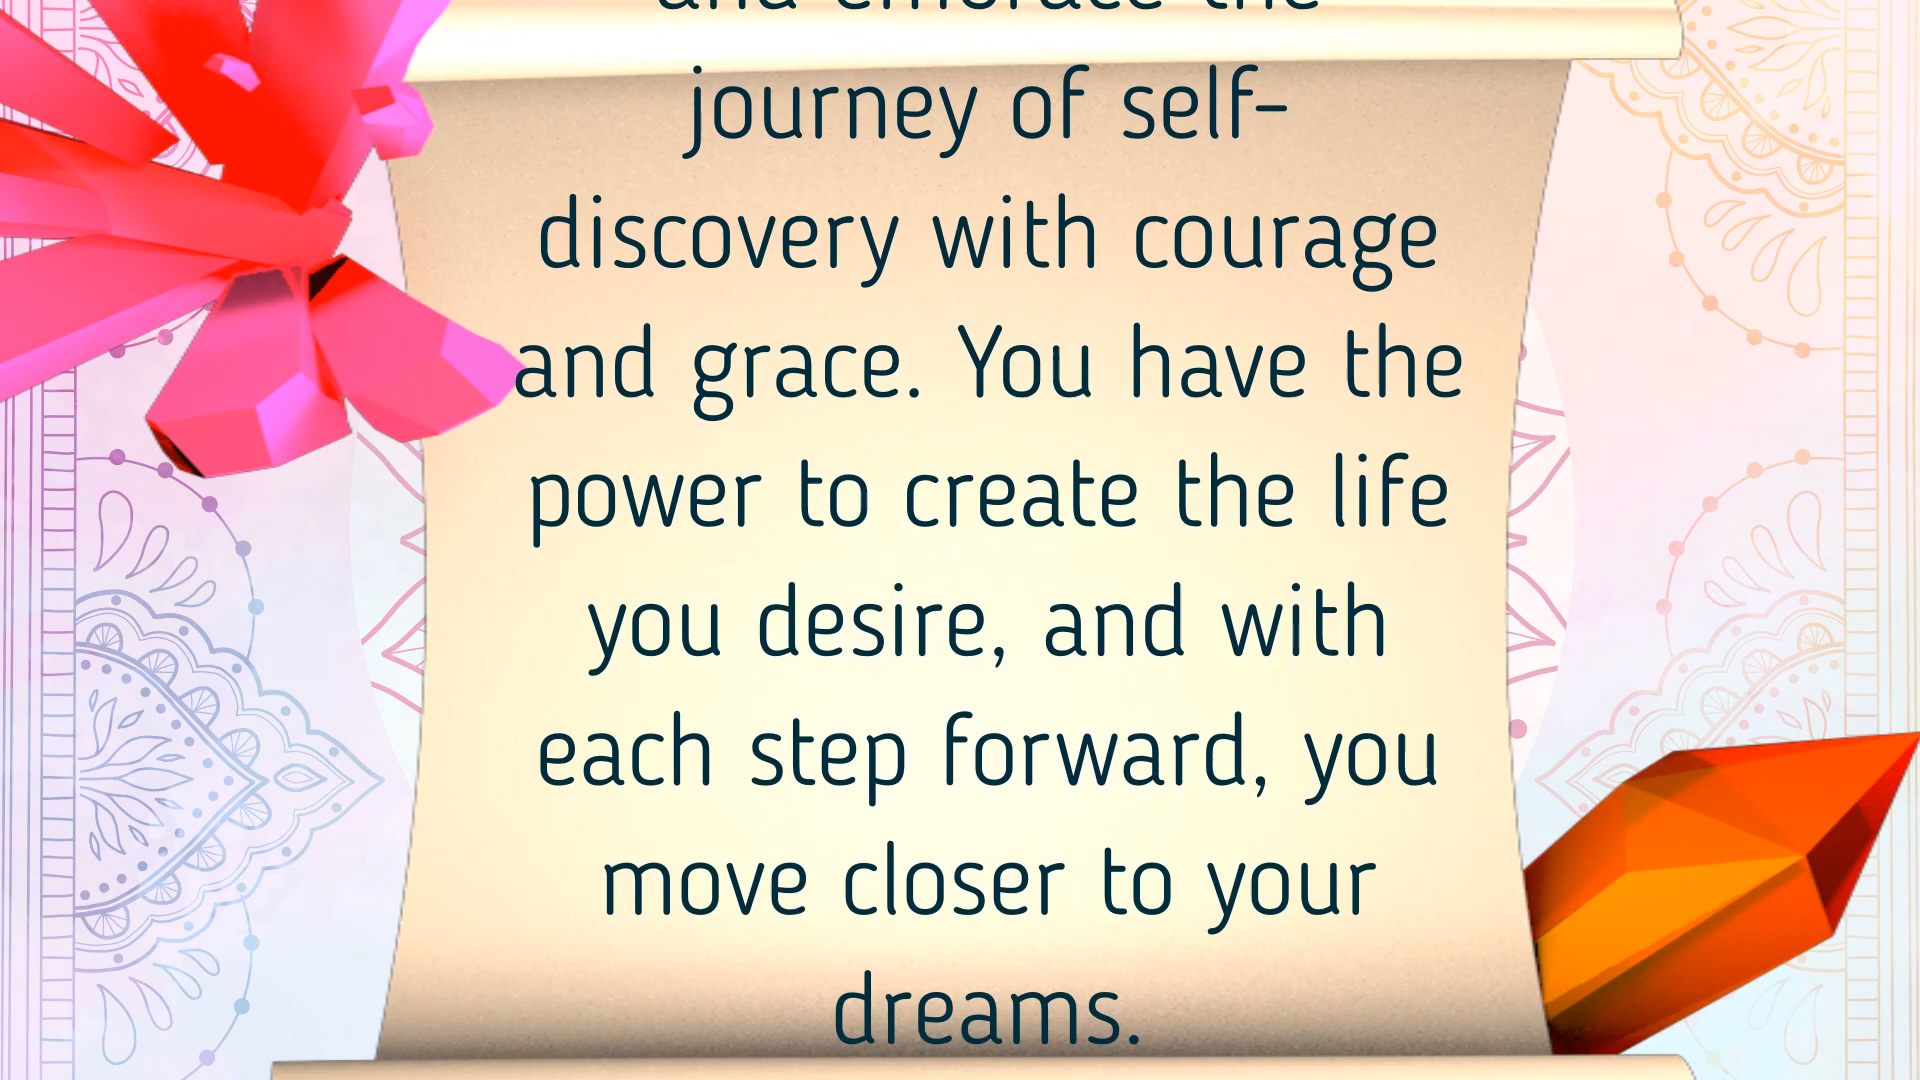 and embrace the
journey of self-
discovery with courage
and grace. You have the
power to create the life
you desire, and with
each step forward, you
move closer to your
dreams.